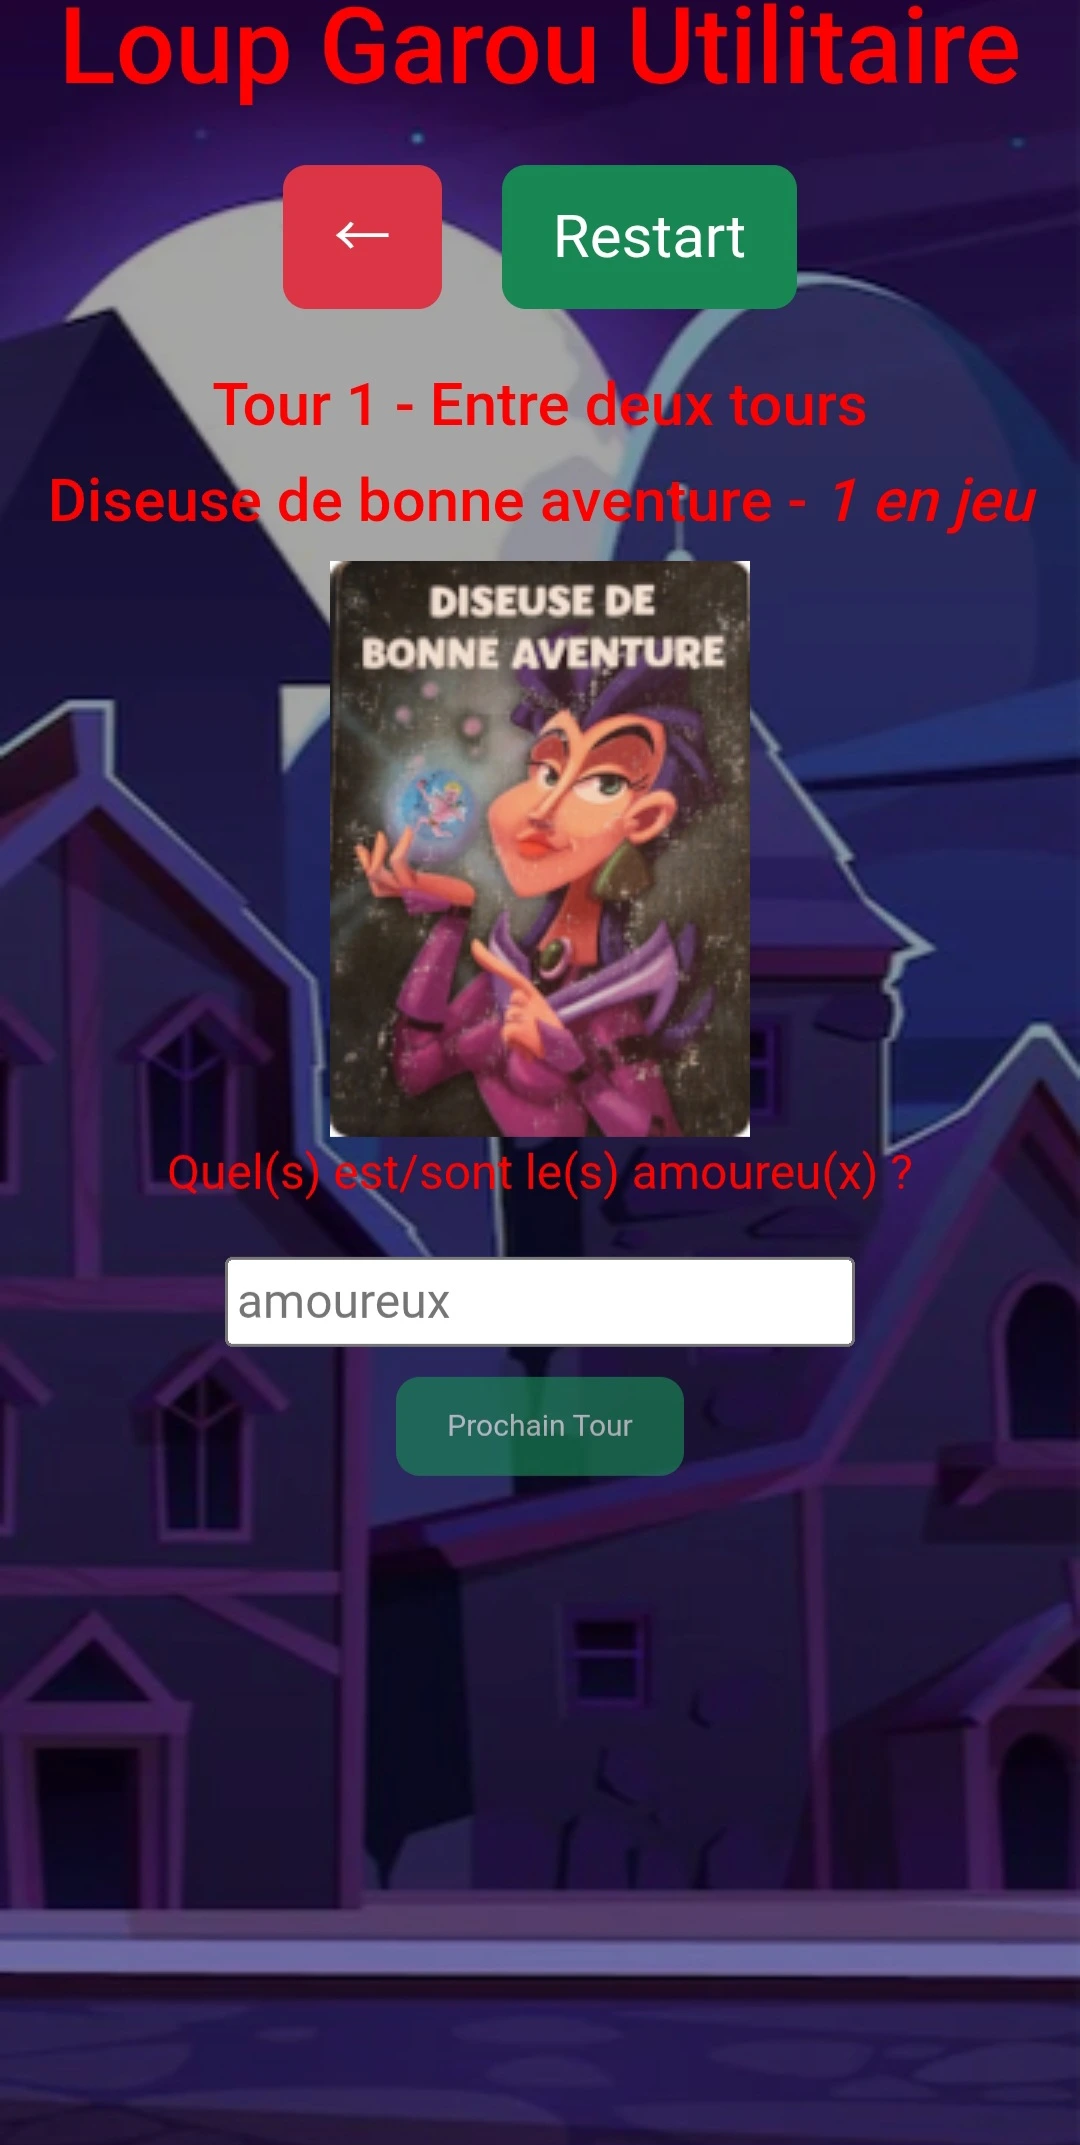 Loup Garou Utilitaire
← Restart
Tour 1 - Entre deux tours
Diseuse de bonne aventure - 1 en jeu
DISEUSE DE
BONNE AVENTURE
Quel(s) est/sont le(s) amoureu(x) ?
amoureux
Prochain Tour